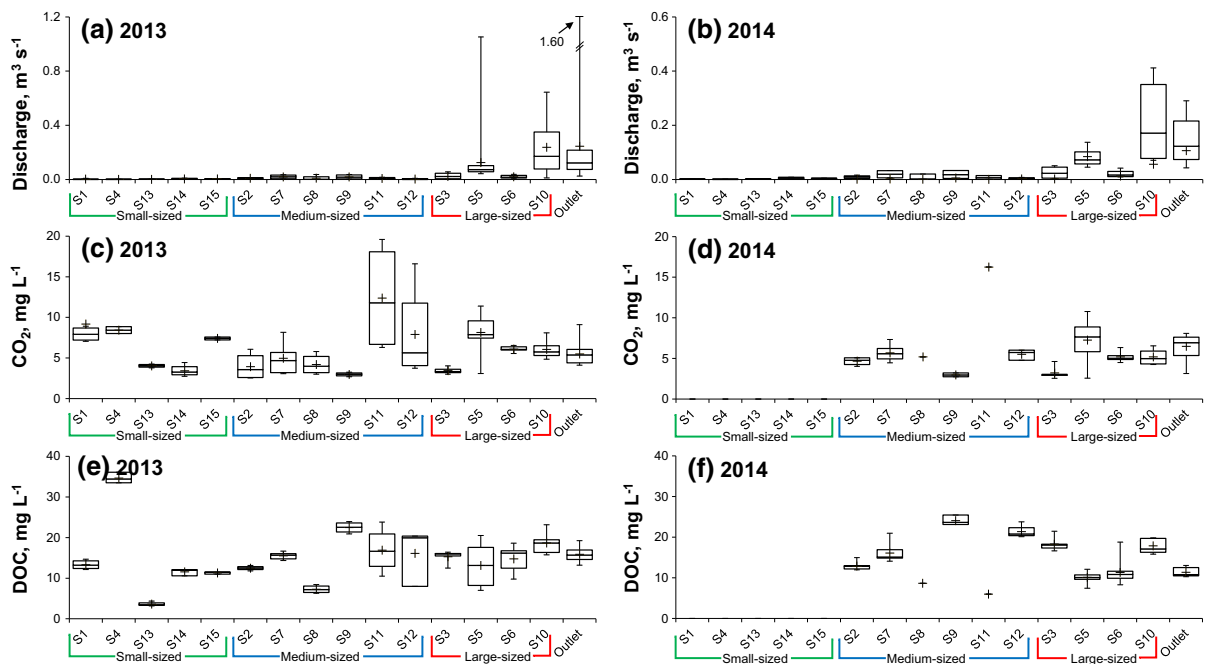 (a) 2013
Discharge, m³ s⁻¹
1.2
0.8
0.4
0.0
1.60
S1 S4 S13 S14 S15 S2 S7 S8 S9 S11 S12 S3 S5 S6 S10 Outlet
Small-sized Medium-sized Large-sized
(b) 2014
Discharge, m³ s⁻¹
0.6
0.4
0.2
0.0
S1 S4 S13 S14 S15 S2 S7 S8 S9 S11 S12 S3 S5 S6 S10 Outlet
Small-sized Medium-sized Large-sized
(c) 2013
CO₂, mg L⁻¹
20
15
10
5
0
S1 S4 S13 S14 S15 S2 S7 S8 S9 S11 S12 S3 S5 S6 S10 Outlet
Small-sized Medium-sized Large-sized
(d) 2014
CO₂, mg L⁻¹
20
15
10
5
0
S1 S4 S13 S14 S15 S2 S7 S8 S9 S11 S12 S3 S5 S6 S10 Outlet
Small-sized Medium-sized Large-sized
(e) 2013
DOC, mg L⁻¹
40
30
20
10
0
S1 S4 S13 S14 S15 S2 S7 S8 S9 S11 S12 S3 S5 S6 S10 Outlet
Small-sized Medium-sized Large-sized
(f) 2014
DOC, mg L⁻¹
40
30
20
10
0
S1 S4 S13 S14 S15 S2 S7 S8 S9 S11 S12 S3 S5 S6 S10 Outlet
Small-sized Medium-sized Large-sized